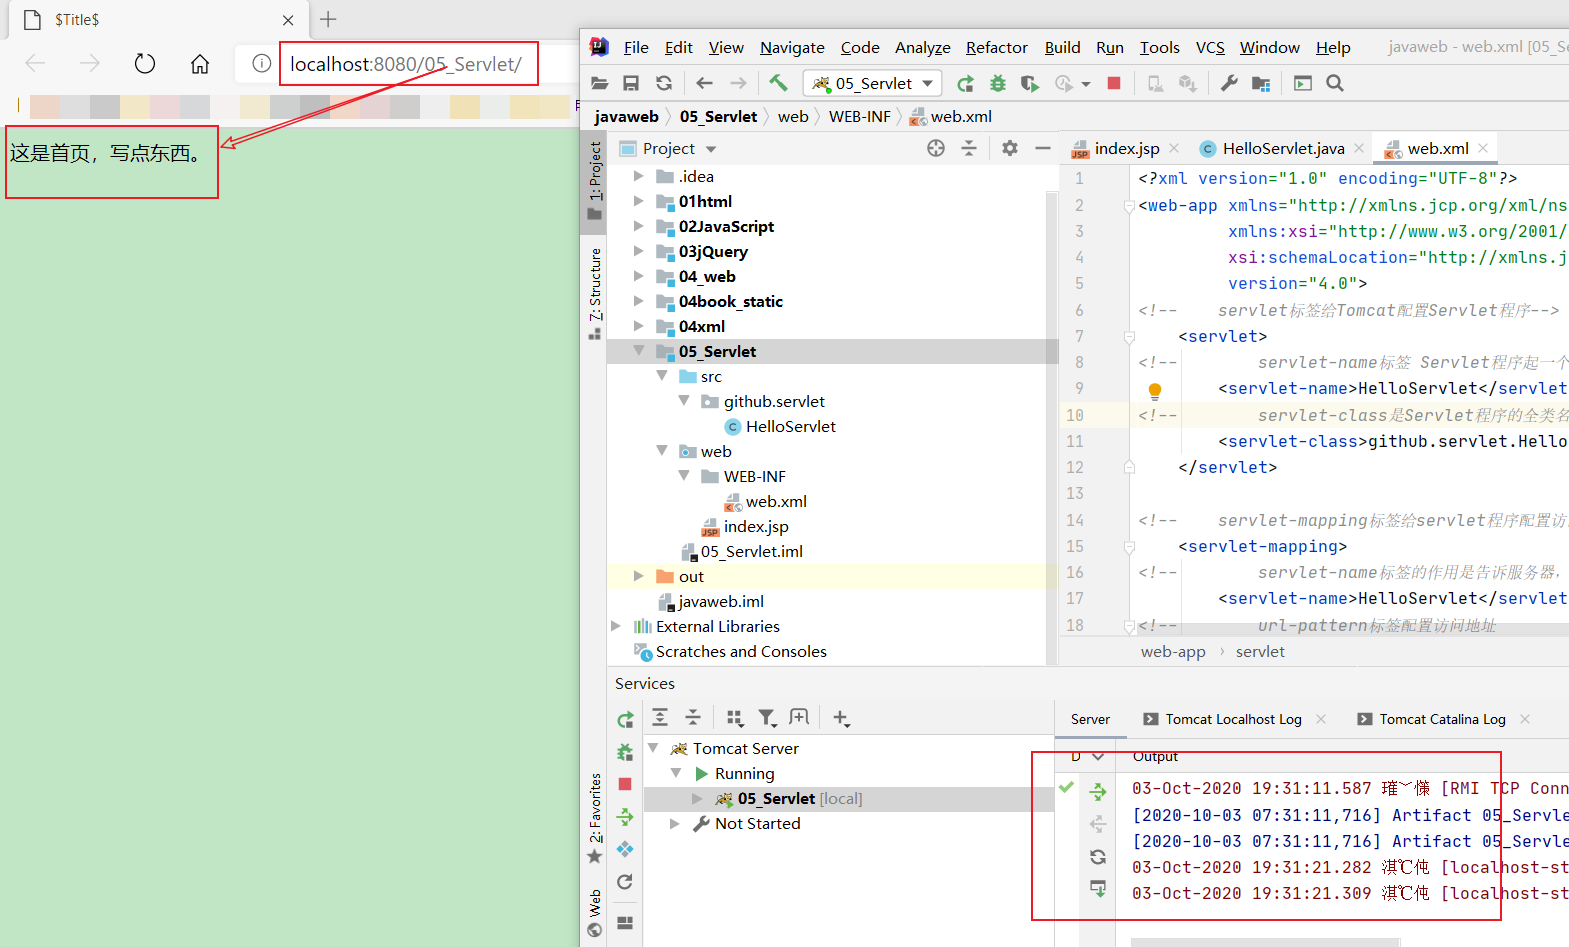 $Title$
localhost:8080/05_Servlet/
这是首页，写点东西。
File Edit View Navigate Code Analyze Refactor Build Run Tools VCS Window Help javaweb - web.xml [05_Se
05_Servlet
javaweb 05_Servlet web WEB-INF web.xml
1: Project
7: Structure
2: Favorites
Web
Project
.idea
01html
02JavaScript
03jQuery
04_web
04book_static
04xml
05_Servlet
src
github.servlet
HelloServlet
web
WEB-INF
web.xml
index.jsp
05_Servlet.iml
out
javaweb.iml
External Libraries
Scratches and Consoles
index.jsp HelloServlet.java web.xml
1 <?xml version="1.0" encoding="UTF-8"?>
2 <web-app xmlns="http://xmlns.jcp.org/xml/ns
3 xmlns:xsi="http://www.w3.org/2001/
4 xsi:schemaLocation="http://xmlns.j
5 version="4.0">
6 <!-- servlet标签给Tomcat配置Servlet程序-->
7 <servlet>
8 <!-- servlet-name标签 Servlet程序起一个
9 <servlet-name>HelloServlet</servlet
10 <!-- servlet-class是Servlet程序的全类名
11 <servlet-class>github.servlet.Hello
12 </servlet>
13
14 <!-- servlet-mapping标签给servlet程序配置访
15 <servlet-mapping>
16 <!-- servlet-name标签的作用是告诉服务器，
17 <servlet-name>HelloServlet</servlet
18 <!-- url-pattern标签配置访问地址
web-app servlet
Services
Tomcat Server
Running
05_Servlet [local]
Not Started
Server Tomcat Localhost Log Tomcat Catalina Log
D Output
03-Oct-2020 19:31:11.587 [RMI TCP Conn
[2020-10-03 07:31:11,716] Artifact 05_Servle
[2020-10-03 07:31:11,716] Artifact 05_Servle
03-Oct-2020 19:31:21.282 淇℃伅 [localhost-st
03-Oct-2020 19:31:21.309 淇℃伅 [localhost-st